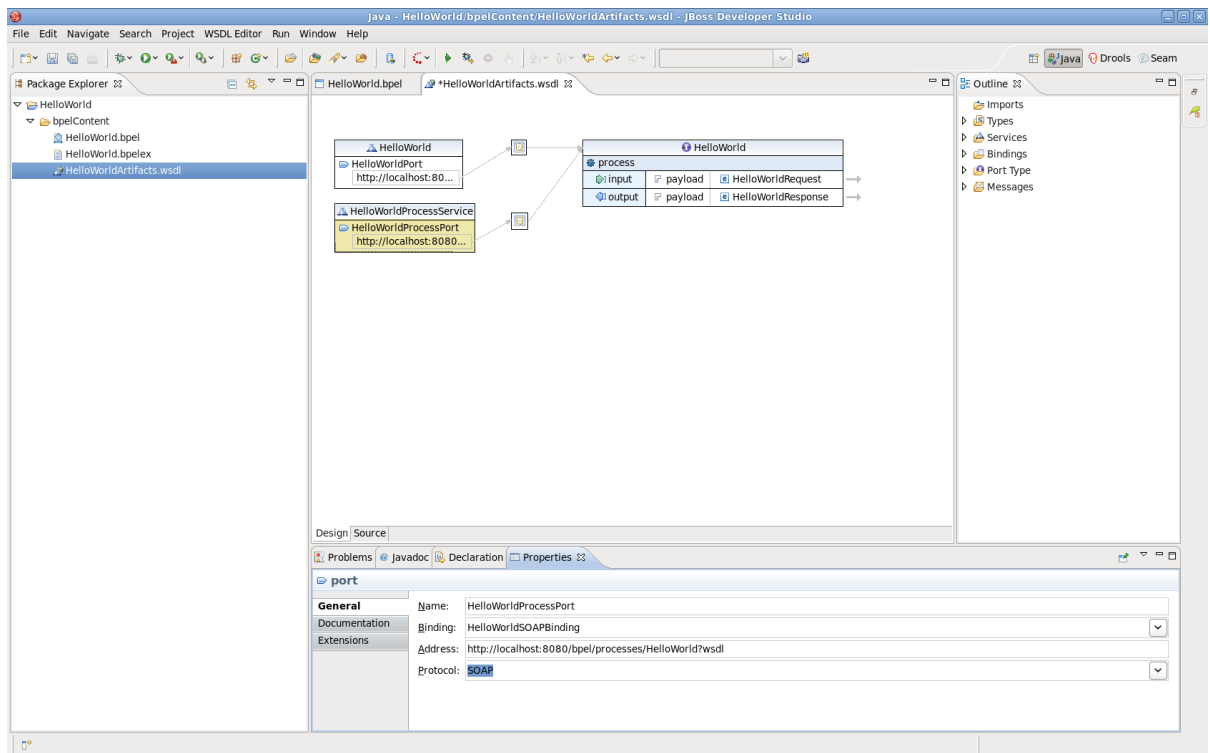 Java - HelloWorld/bpelContent/HelloWorldArtifacts.wsdl - JBoss Developer Studio
File Edit Navigate Search Project WSDL Editor Run Window Help
Java Drools Seam
Package Explorer
HelloWorld
bpelContent
HelloWorld.bpel
HelloWorld.bpelex
HelloWorldArtifacts.wsdl
HelloWorld.bpel *HelloWorldArtifacts.wsdl
HelloWorld
HelloWorldPort
http://localhost:80...
HelloWorldProcessService
HelloWorldProcessPort
http://localhost:8080...
HelloWorld
process
input payload HelloWorldRequest
output payload HelloWorldResponse
Design Source
Outline
Imports
Types
Services
Bindings
Port Type
Messages
Problems Javadoc Declaration Properties
port
General
Documentation
Extensions
Name: HelloWorldProcessPort
Binding: HelloWorldSOAPBinding
Address: http://localhost:8080/bpel/processes/HelloWorld?wsdl
Protocol: SOAP